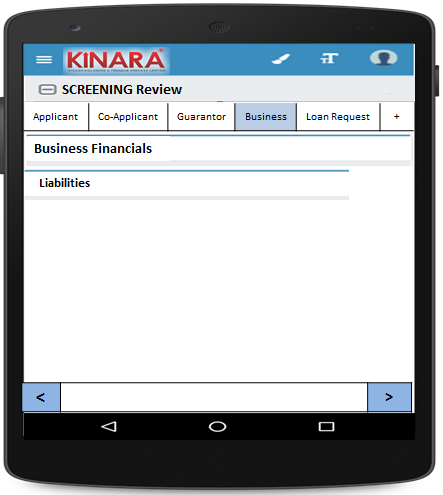 KINARA
SCREENING Review
Applicant Co-Applicant Guarantor Business Loan Request +
Business Financials
Liabilities
< >